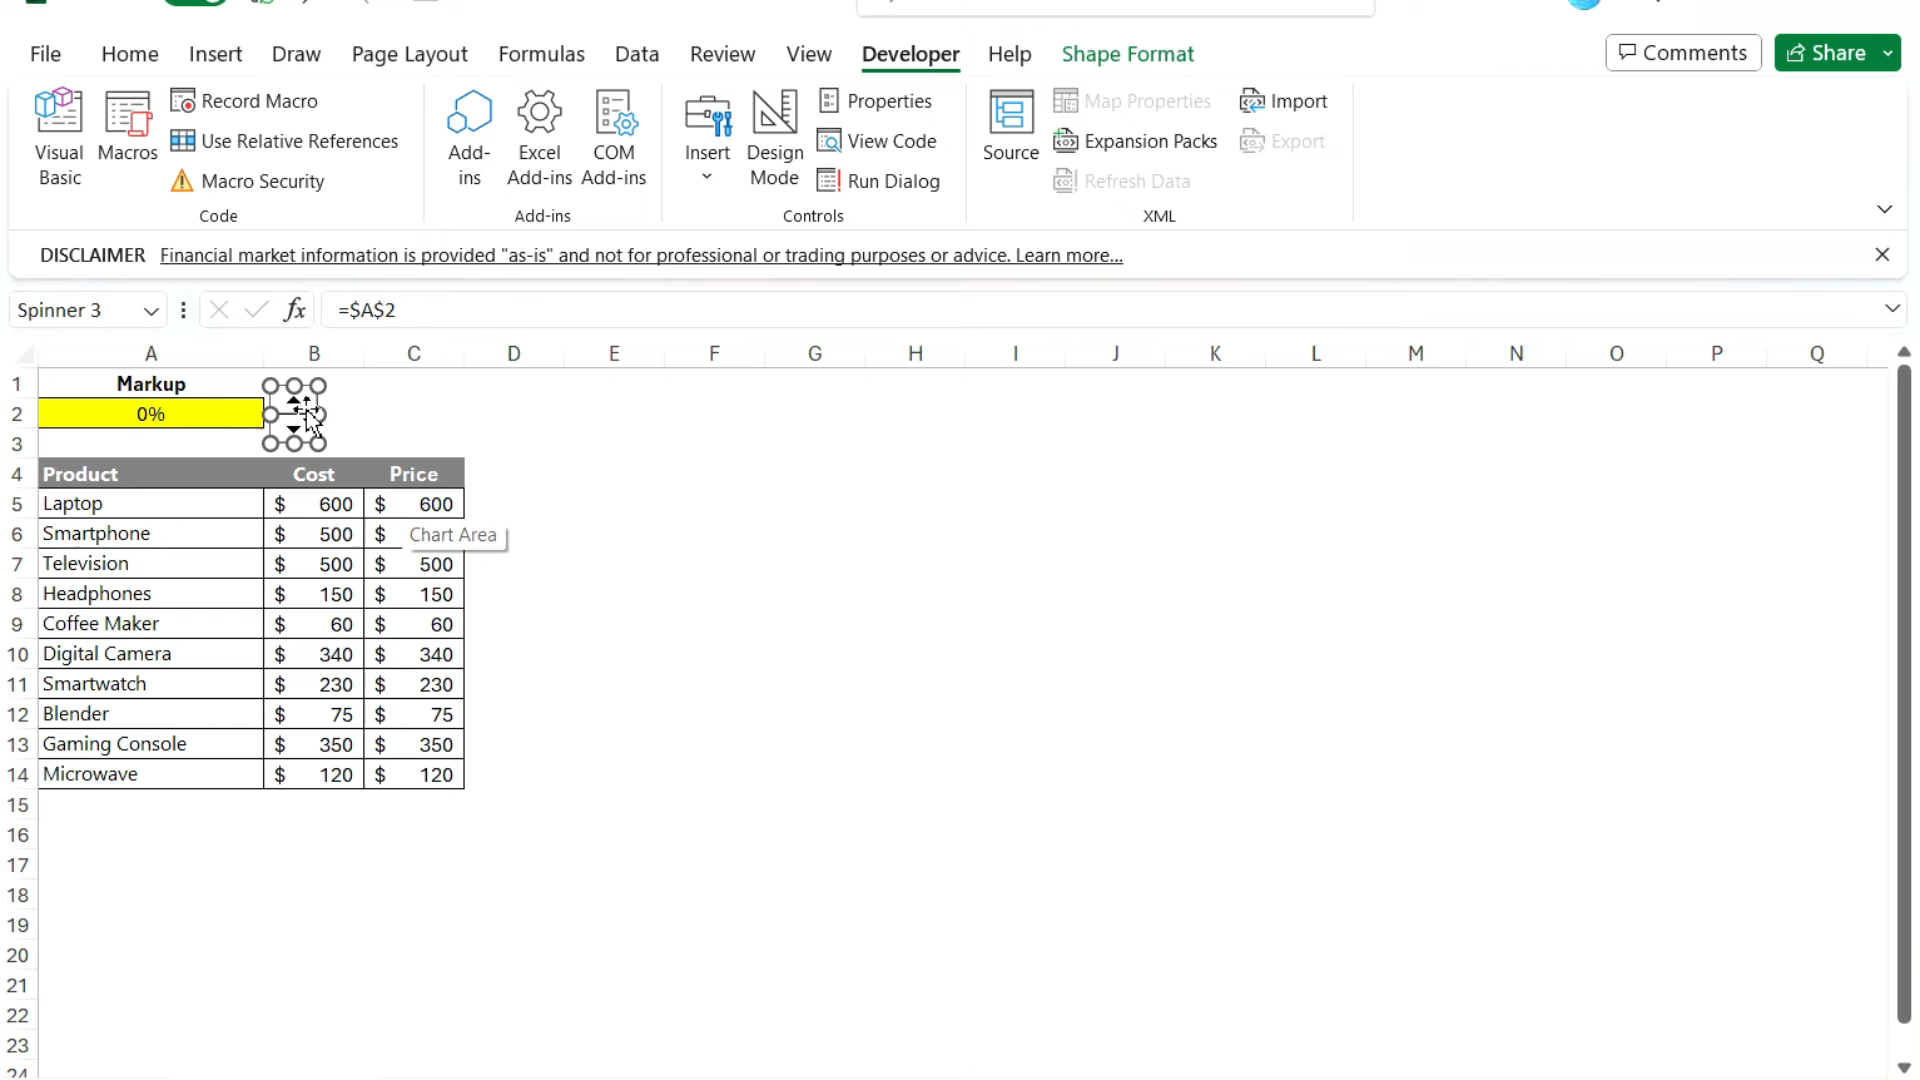 File Home Insert Draw Page Layout Formulas Data Review View Developer Help Shape Format Comments Share
Visual Basic
Macros
Record Macro
Use Relative References
Macro Security
Code
Add-ins
Excel Add-ins
COM Add-ins
Add-ins
Insert
Design Mode
Properties
View Code
Run Dialog
Controls
Source
Map Properties
Expansion Packs
Refresh Data
Import
Export
XML
DISCLAIMER Financial market information is provided "as-is" and not for professional or trading purposes or advice. Learn more...
Spinner 3 fx =$A$2
A B C D E F G H I J K L M N O P Q
1 Markup
2 0%
3
4 Product Cost Price
5 Laptop $ 600 $ 600
6 Smartphone $ 500 $ Chart Area
7 Television $ 500 $ 500
8 Headphones $ 150 $ 150
9 Coffee Maker $ 60 $ 60
10 Digital Camera $ 340 $ 340
11 Smartwatch $ 230 $ 230
12 Blender $ 75 $ 75
13 Gaming Console $ 350 $ 350
14 Microwave $ 120 $ 120
15
16
17
18
19
20
21
22
23
24